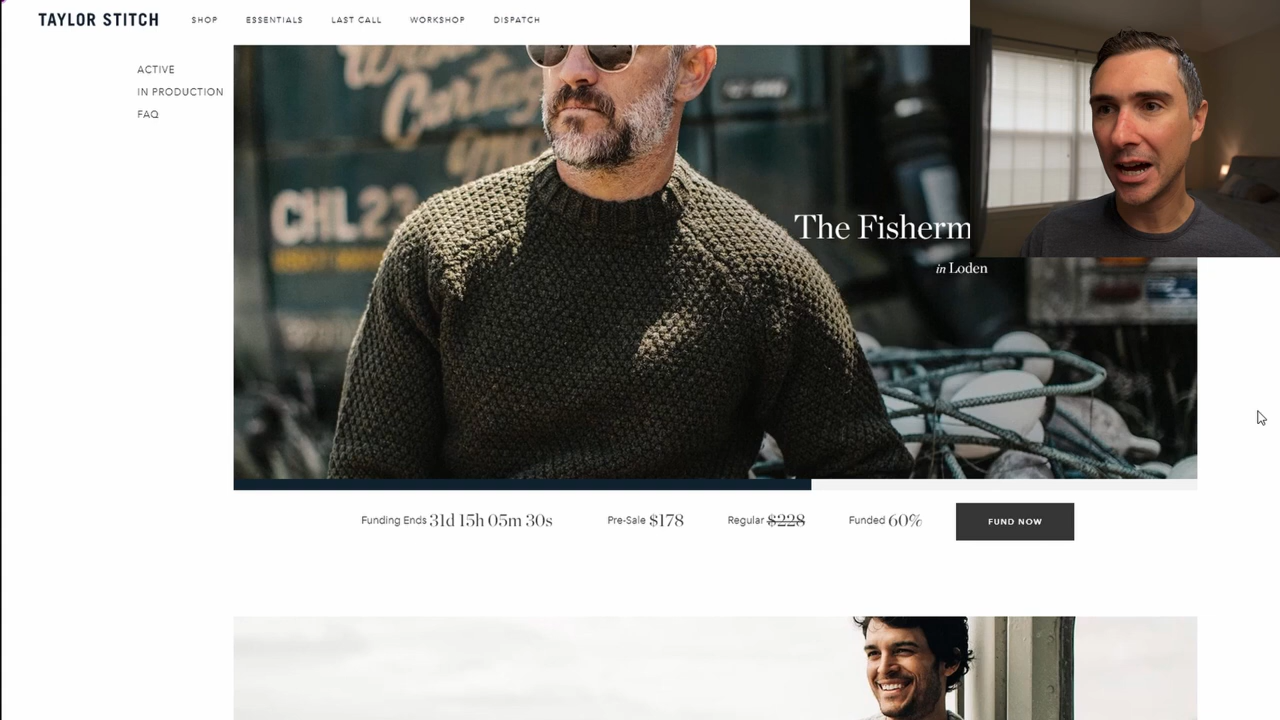 TAYLOR STITCH
SHOP
ESSENTIALS
LAST CALL
WORKSHOP
DISPATCH
ACTIVE
IN PRODUCTION
FAQ
CHL23
The Fisherm
in Loden
Funding Ends 31d 15h 05m 30s
Pre-Sale $178
Regular $228
Funded 60%
FUND NOW